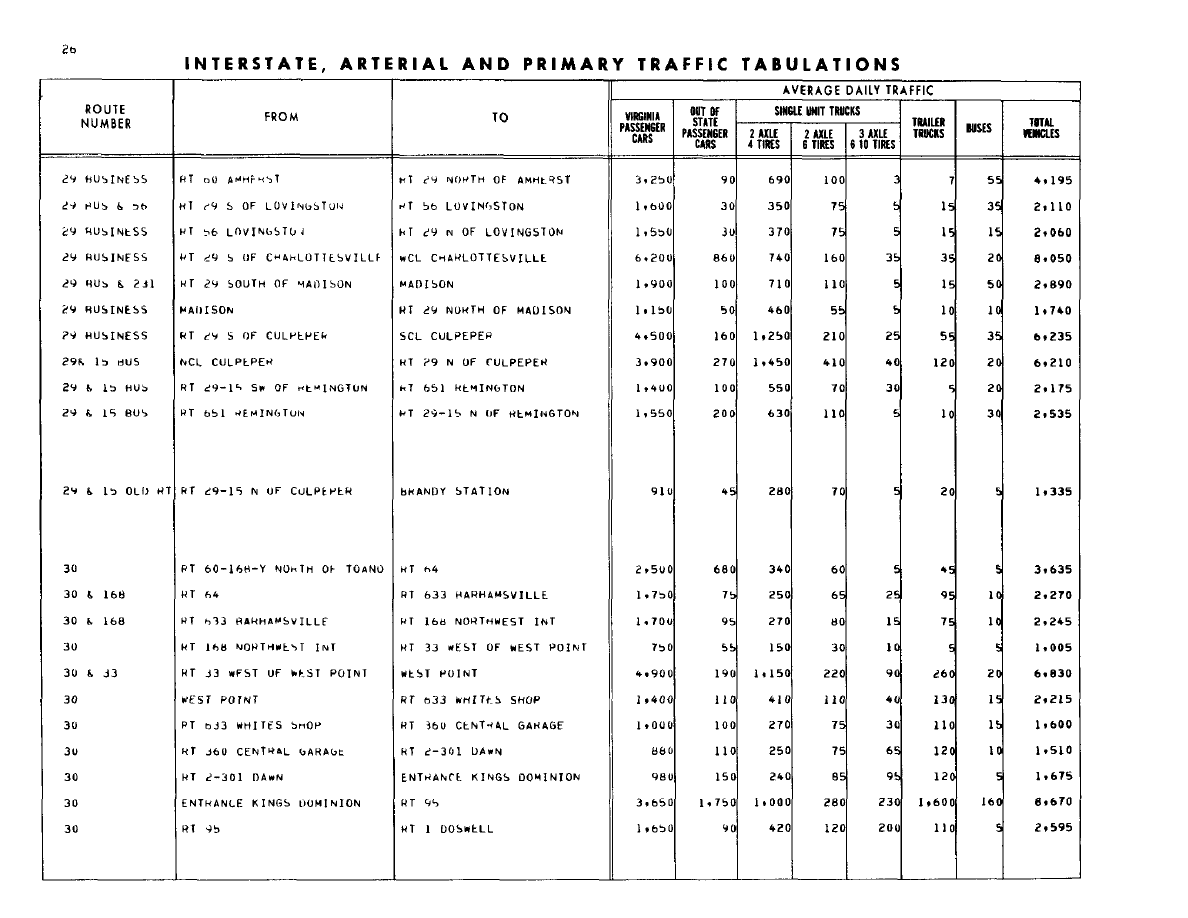 26
INTERSTATE, ARTERIAL AND PRIMARY TRAFFIC TABULATIONS
AVERAGE DAILY TRAFFIC
ROUTE NUMBER FROM TO VIRGINIA PASSENGER CARS OUT OF STATE PASSENGER CARS SINGLE UNIT TRUCKS 2 AXLE 4 TIRES 2 AXLE 6 TIRES 3 AXLE 6 10 TIRES TRAILER TRUCKS BUSES TOTAL VEHICLES
29 BUSINESS RT 60 AMHERST RT 29 NORTH OF AMHERST 3,250 90 690 100 3 7 55 4,195
29 BUS & 56 RT 29 S OF LOVINGSTON RT 56 LOVINGSTON 1,600 30 350 75 5 15 35 2,110
29 BUSINESS RT 56 LOVINGSTON RT 29 N OF LOVINGSTON 1,550 30 370 75 5 15 15 2,060
29 BUSINESS RT 29 S OF CHARLOTTESVILLE WCL CHARLOTTESVILLE 6,200 860 740 160 35 35 20 8,050
29 BUS & 231 RT 29 SOUTH OF MADISON MADISON 1,900 100 710 110 5 15 50 2,890
29 BUSINESS MADISON RT 29 NORTH OF MADISON 1,150 50 460 55 5 10 10 1,740
29 BUSINESS RT 29 S OF CULPEPER SCL CULPEPER 4,500 160 1,250 210 25 55 35 6,235
29& 15 BUS NCL CULPEPER RT 29 N OF CULPEPER 3,900 270 1,450 410 40 120 20 6,210
29 & 15 BUS RT 29-15 SW OF REMINGTON RT 651 REMINGTON 1,400 100 550 70 30 5 20 2,175
29 & 15 BUS RT 651 REMINGTON RT 29-15 N OF REMINGTON 1,550 200 630 110 5 10 30 2,535
29 & 15 OLD RT RT 29-15 N OF CULPEPER BRANDY STATION 910 45 280 70 5 20 5 1,335
30 RT 60-168-Y NORTH OF TOANO RT 64 2,500 680 340 60 5 45 5 3,635
30 & 168 RT 64 RT 633 BARHAMSVILLE 1,750 75 250 65 25 95 10 2,270
30 & 168 RT 633 BARHAMSVILLE RT 168 NORTHWEST INT 1,700 95 270 80 15 75 10 2,245
30 RT 168 NORTHWEST INT RT 33 WEST OF WEST POINT 750 55 150 30 10 5 5 1,005
30 & 33 RT 33 WEST OF WEST POINT WEST POINT 4,900 190 1,150 220 90 260 20 6,830
30 WEST POINT RT 633 WHITES SHOP 1,400 110 410 110 40 130 15 2,215
30 RT 633 WHITES SHOP RT 360 CENTRAL GARAGE 1,000 100 270 75 30 110 15 1,600
30 RT 360 CENTRAL GARAGE RT 2-301 DAWN 880 110 250 75 65 120 10 1,510
30 RT 2-301 DAWN ENTRANCE KINGS DOMINION 980 150 240 85 95 120 5 1,675
30 ENTRANCE KINGS DOMINION RT 95 3,650 1,750 1,000 280 230 1,600 160 8,670
30 RT 95 RT 1 DOSWELL 1,650 90 420 120 200 110 5 2,595